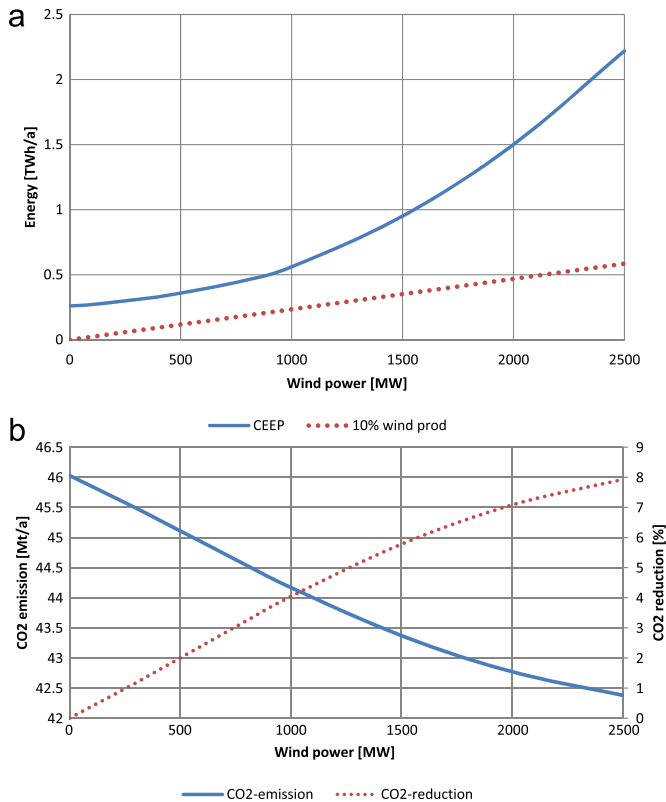 a
2.5
2
1.5
1
0.5
0
Energy [TWh/a]
0 500 1000 1500 2000 2500
Wind power [MW]
CEEP 10% wind prod
b
46.5
46
45.5
45
44.5
44
43.5
43
42.5
42
CO2 emission [Mt/a]
9
8
7
6
5
4
3
2
1
0
CO2 reduction [%]
0 500 1000 1500 2000 2500
Wind power [MW]
CO2-emission CO2-reduction